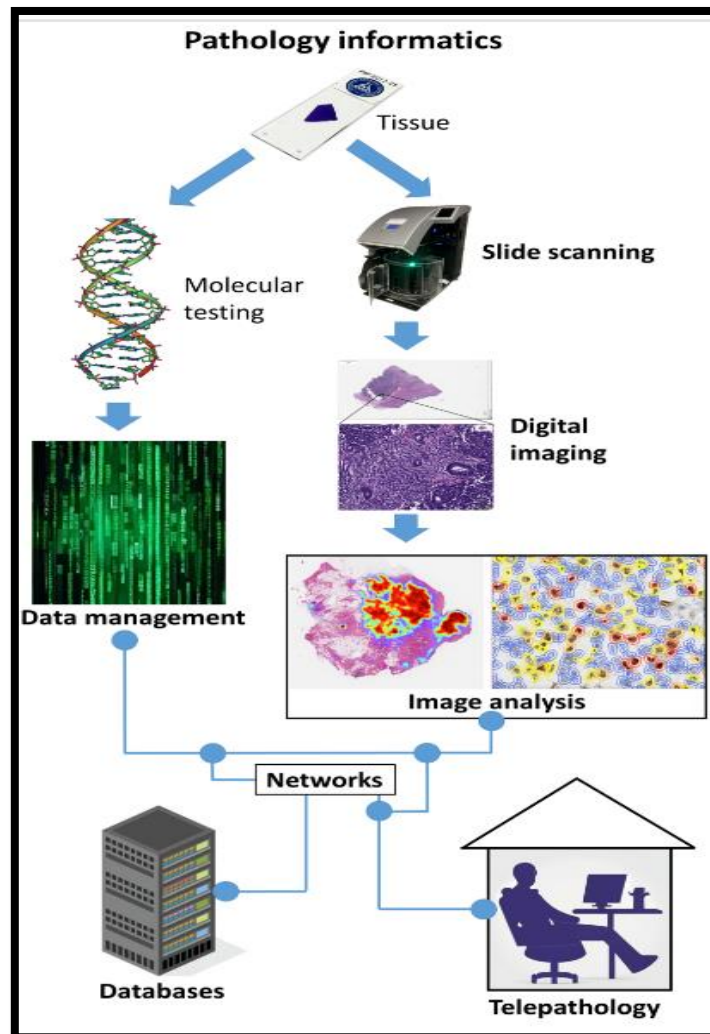 Pathology informatics
Tissue
Slide scanning
Molecular
testing
Digital
imaging
Data management
Image analysis
Networks
Databases
Telepathology